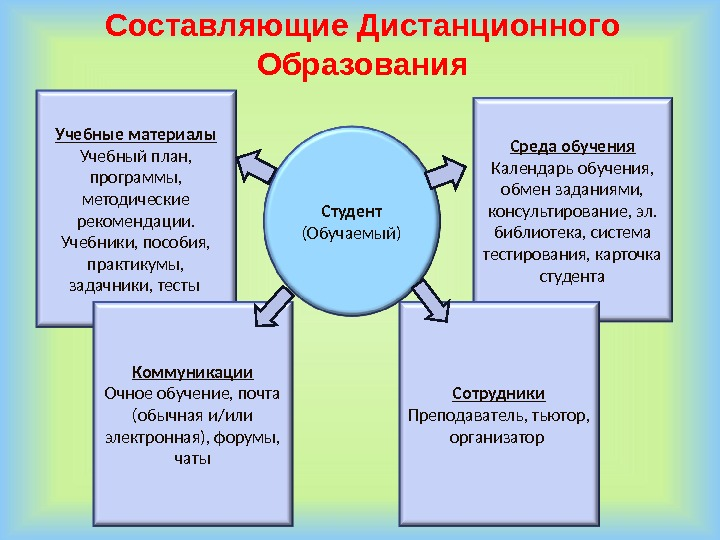 Составляющие Дистанционного
Образования
Учебные материалы
Учебный план,
программы,
методические
рекомендации.
Учебники, пособия,
практикумы,
задачники, тесты
Студент
(Обучаемый)
Среда обучения
Календарь обучения,
обмен заданиями,
консультирование, эл.
библиотека, система
тестирования, карточка
студента
Коммуникации
Очное обучение, почта
(обычная и/или
электронная), форумы,
чаты
Сотрудники
Преподаватель, тьютор,
организатор